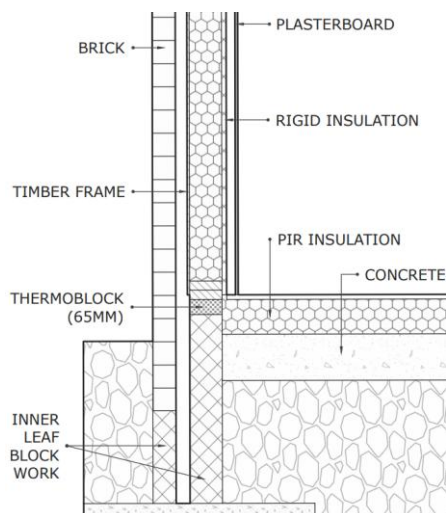 PLASTERBOARD
BRICK
RIGID INSULATION
TIMBER FRAME
PIR INSULATION
CONCRETE
THERMOBLOCK
(65MM)
INNER
LEAF
BLOCK
WORK